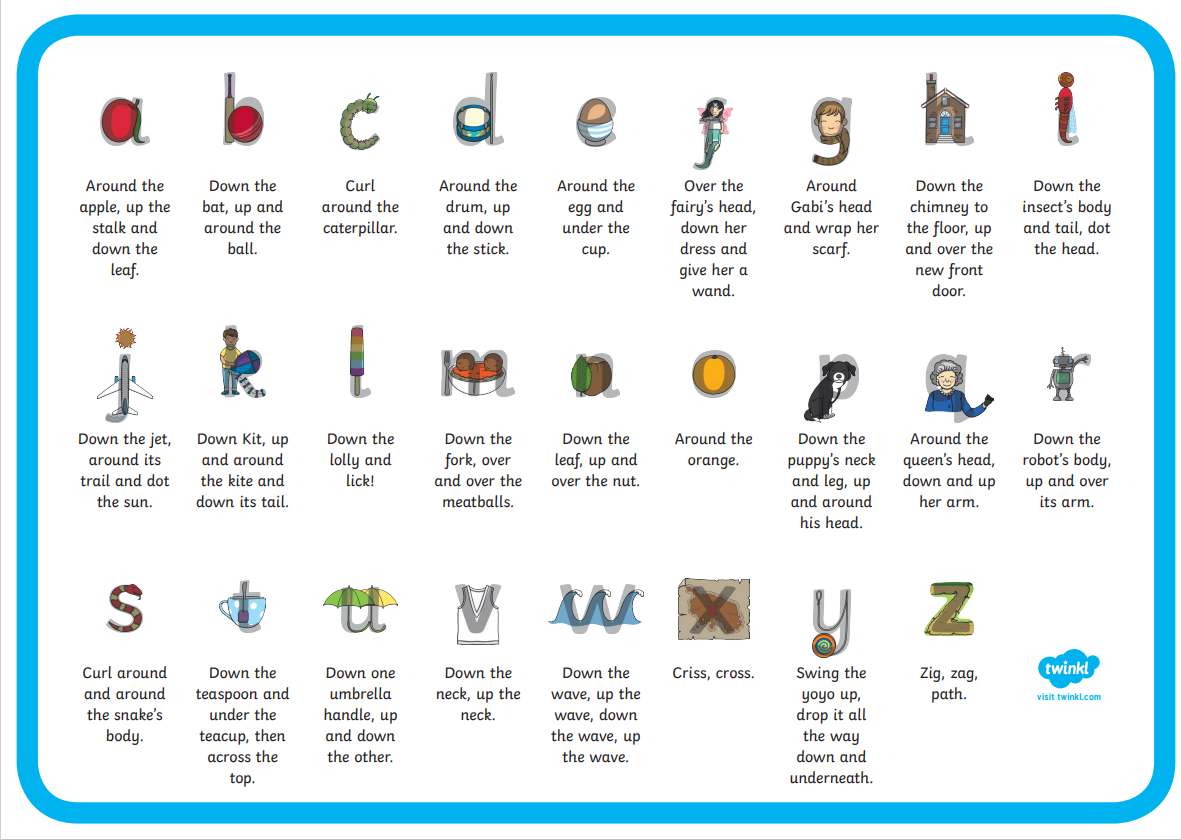 a
b
c
d
e
f
g
h
i
Around the
apple, up the
stalk and
down the
leaf.
Down the
bat, up and
around the
ball.
Curl
around the
caterpillar.
Around the
drum, up
and down
the stick.
Around the
egg and
under the
cup.
Over the
fairy's head,
down her
dress and
give her a
wand.
Around
Gabi's head
and wrap her
scarf.
Down the
chimney to
the floor, up
and over the
new front
door.
Down the
insect's body
and tail, dot
the head.
j
k
l
m
n
o
p
q
r
Down the jet,
around its
trail and dot
the sun.
Down Kit, up
and around
the kite and
down its tail.
Down the
lolly and
lick!
Down the
fork, over
and over the
meatballs.
Down the
leaf, up and
over the nut.
Around the
orange.
Down the
puppy's neck
and leg, up
and around
his head.
Around the
queen's head,
down and up
her arm.
Down the
robot's body,
up and over
its arm.
s
t
u
v
w
x
y
z
Curl around
and around
the snake's
body.
Down the
teaspoon and
under the
teacup, then
across the
top.
Down one
umbrella
handle, up
and down
the other.
Down the
neck, up the
neck.
Down the
wave, up the
wave, down
the wave, up
the wave.
Criss, cross.
Swing the
yoyo up,
drop it all
the way
down and
underneath.
Zig, zag,
path.
twinkl
visit twinkl.com